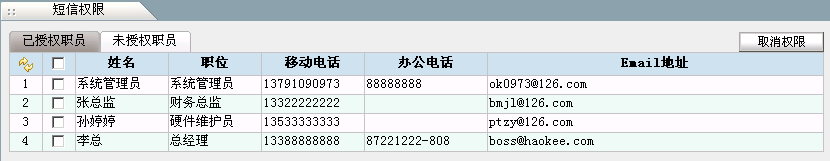 短信权限
已授权职员 未授权职员 取消权限
姓名 职位 移动电话 办公电话 Email地址
1 系统管理员 系统管理员 13791090973 88888888 ok0973@126.com
2 张总监 财务总监 13322222222 bmjl@126.com
3 孙婷婷 硬件维护员 13533333333 ptzy@126.com
4 李总 总经理 13388888888 87221222-808 boss@haokee.com